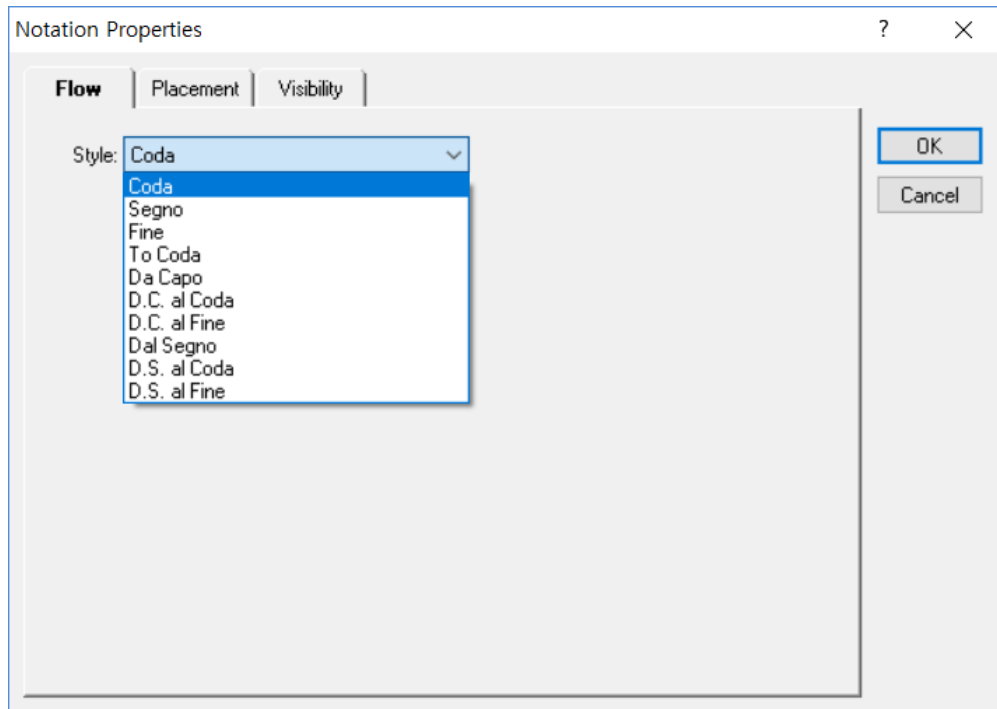 Notation Properties ?
Flow Placement Visibility
Style: Coda
OK
Cancel
Coda
Segno
Fine
To Coda
Da Capo
D.C. al Coda
D.C. al Fine
Dal Segno
D.S. al Coda
D.S. al Fine